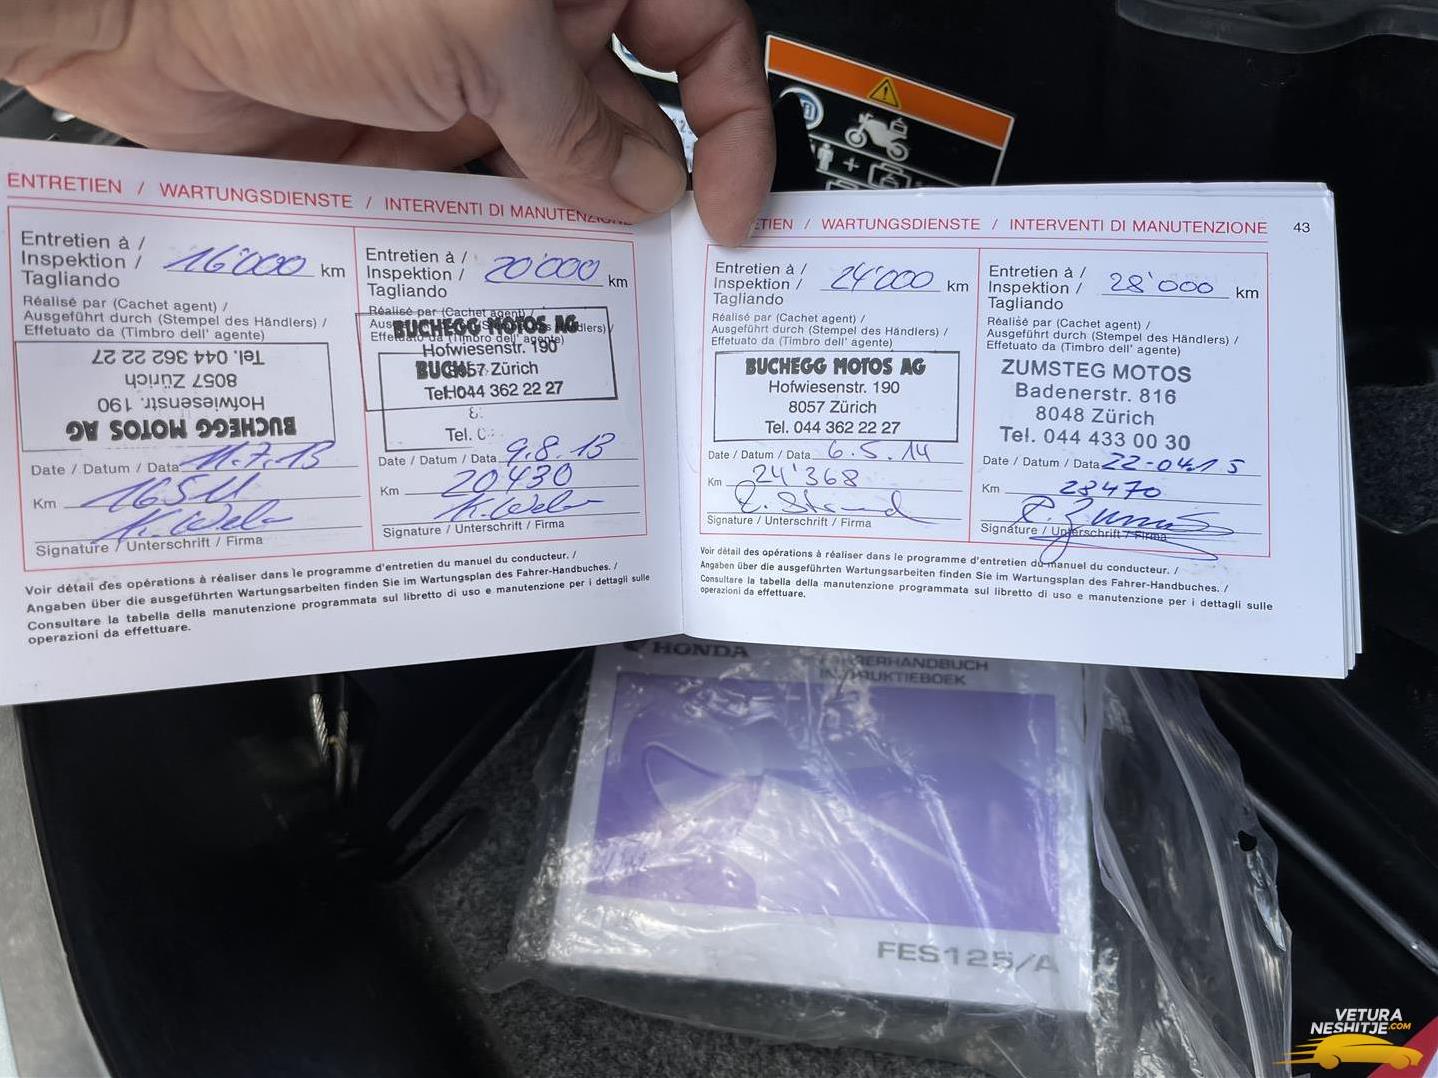 ENTRETIEN / WARTUNGSDIENSTE / INTERVENTI DI MANUTENZIONE
Entretien à /
Inspektion / 16'000 km
Tagliando
Réalisé par (Cachet agent) /
Ausgeführt durch (Stempel des Händlers) /
Effetuato da (Timbro dell' agente)
BUCHEGG MOTOS AG
Hofwiesenstr. 190
8057 Zürich
Tel. 044 362 22 27
Date / Datum / Data 11.7.13
Km
Signature / Unterschrift / Firma
Entretien à /
Inspektion / 20'000 km
Tagliando
Réalisé par (Cachet agent) /
BUCHEGG MOTOS AG
Hofwiesenstr. 190
8057 Zürich
Tel. 044 362 22 27
Tel.
Date / Datum / Data 9.8.13
Km 20'430
Signature / Unterschrift / Firma
Voir détail des opérations à réaliser dans le programme d'entretien du manuel du conducteur. /
Angaben über die ausgeführten Wartungsarbeiten finden Sie im Wartungsplan des Fahrer-Handbuches. /
Consultare la tabella della manutenzione programmata sul libretto di uso e manutenzione per i dettagli sulle
operazioni da effettuare.
WARTUNGSDIENSTE / INTERVENTI DI MANUTENZIONE 43
Entretien à /
Inspektion / 24'000 km
Tagliando
Réalisé par (Cachet agent) /
Ausgeführt durch (Stempel des Händlers) /
Effetuato da (Timbro dell' agente)
BUCHEGG MOTOS AG
Hofwiesenstr. 190
8057 Zürich
Tel. 044 362 22 27
Date / Datum / Data 6.5.14
Km 24'368
Signature / Unterschrift / Firma
Entretien à /
Inspektion / 28'000 km
Tagliando
Réalisé par (Cachet agent) /
Ausgeführt durch (Stempel des Händlers) /
Effetuato da (Timbro dell' agente)
ZUMSTEG MOTOS
Badenerstr. 816
8048 Zürich
Tel. 044 433 00 30
Date / Datum / Data 22-04.15
Km 28470
Signature / Unterschrift / Firma
Voir détail des opérations à réaliser dans le programme d'entretien du manuel du conducteur. /
Angaben über die ausgeführten Wartungsarbeiten finden Sie im Wartungsplan des Fahrer-Handbuches. /
Consultare la tabella della manutenzione programmata sul libretto di uso e manutenzione per i dettagli sulle
operazioni da effettuare.
HONDA
FAHRERHANDBUCH
INSTRUKTIEBOEK
FES125/A
VETURA
NESHITJE.COM